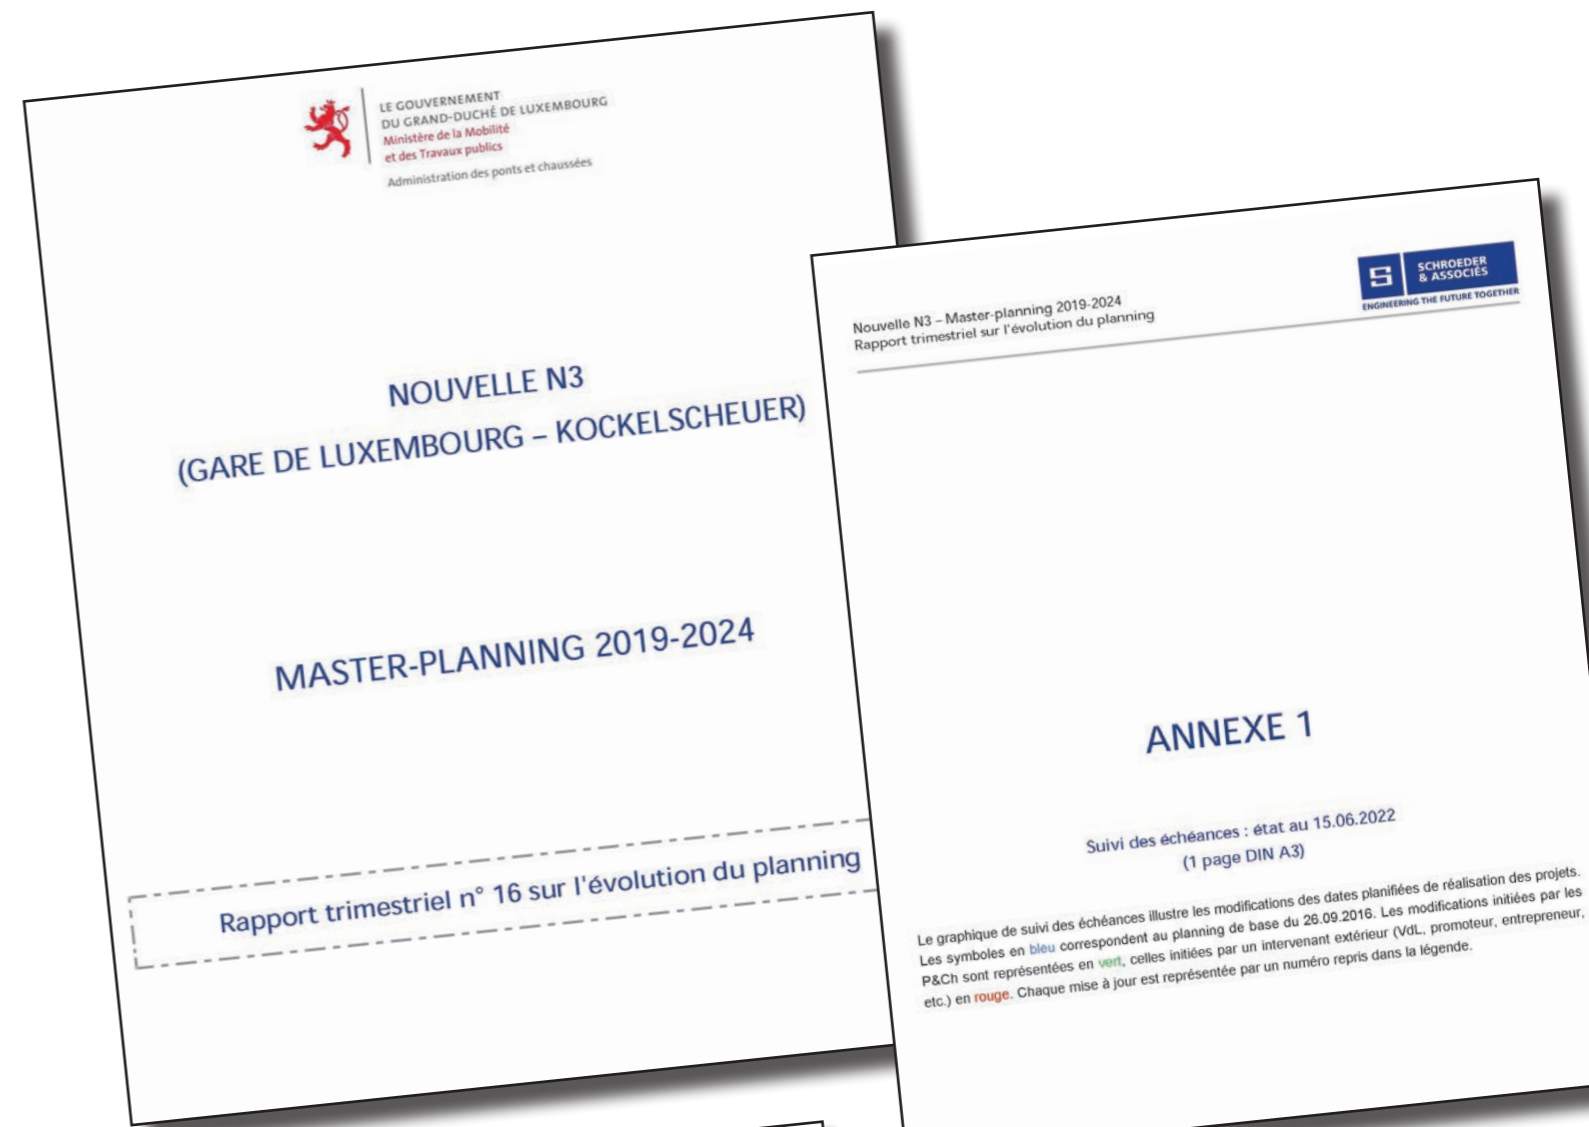 LE GOUVERNEMENT
DU GRAND-DUCHÉ DE LUXEMBOURG
Ministère de la Mobilité
et des Travaux publics
Administration des ponts et chaussées
NOUVELLE N3
(GARE DE LUXEMBOURG – KOCKELSCHEUER)
MASTER-PLANNING 2019-2024
Rapport trimestriel n° 16 sur l'évolution du planning
Nouvelle N3 – Master-planning 2019-2024
Rapport trimestriel sur l'évolution du planning
S
SCHROEDER
& ASSOCIÉS
ENGINEERING THE FUTURE TOGETHER
ANNEXE 1
Suivi des échéances : état au 15.06.2022
(1 page DIN A3)
Le graphique de suivi des échéances illustre les modifications des dates planifiées de réalisation des projets.
Les symboles en bleu correspondent au planning de base du 26.09.2016. Les modifications initiées par les
P&Ch sont représentées en vert, celles initiées par un intervenant extérieur (VdL, promoteur, entrepreneur,
etc.) en rouge. Chaque mise à jour est représentée par un numéro repris dans la légende.